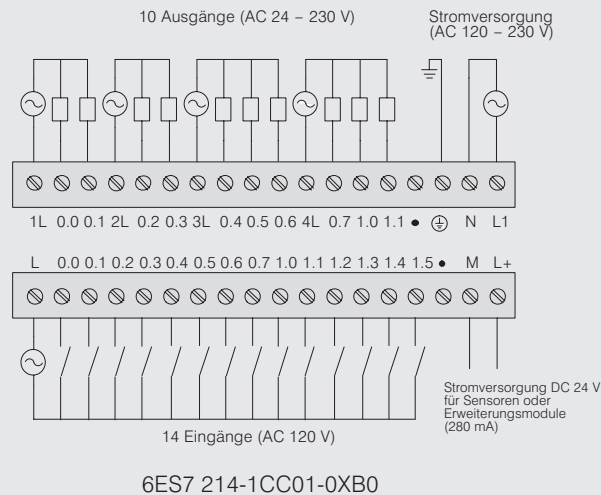 10 Ausgänge (AC 24 – 230 V)
Stromversorgung
(AC 120 – 230 V)
1L 0.0 0.1 2L 0.2 0.3 3L 0.4 0.5 0.6 4L 0.7 1.0 1.1 • N L1
L 0.0 0.1 0.2 0.3 0.4 0.5 0.6 0.7 1.0 1.1 1.2 1.3 1.4 1.5 • M L+
Stromversorgung DC 24 V
für Sensoren oder
Erweiterungsmodule
(280 mA)
14 Eingänge (AC 120 V)
6ES7 214-1CC01-0XB0